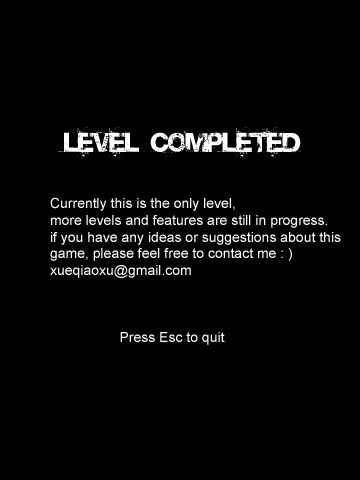 LEVEL COMPLETED
Currently this is the only level,
more levels and features are still in progress.
if you have any ideas or suggestions about this
game, please feel free to contact me : )
xueqiaoxu@gmail.com
Press Esc to quit